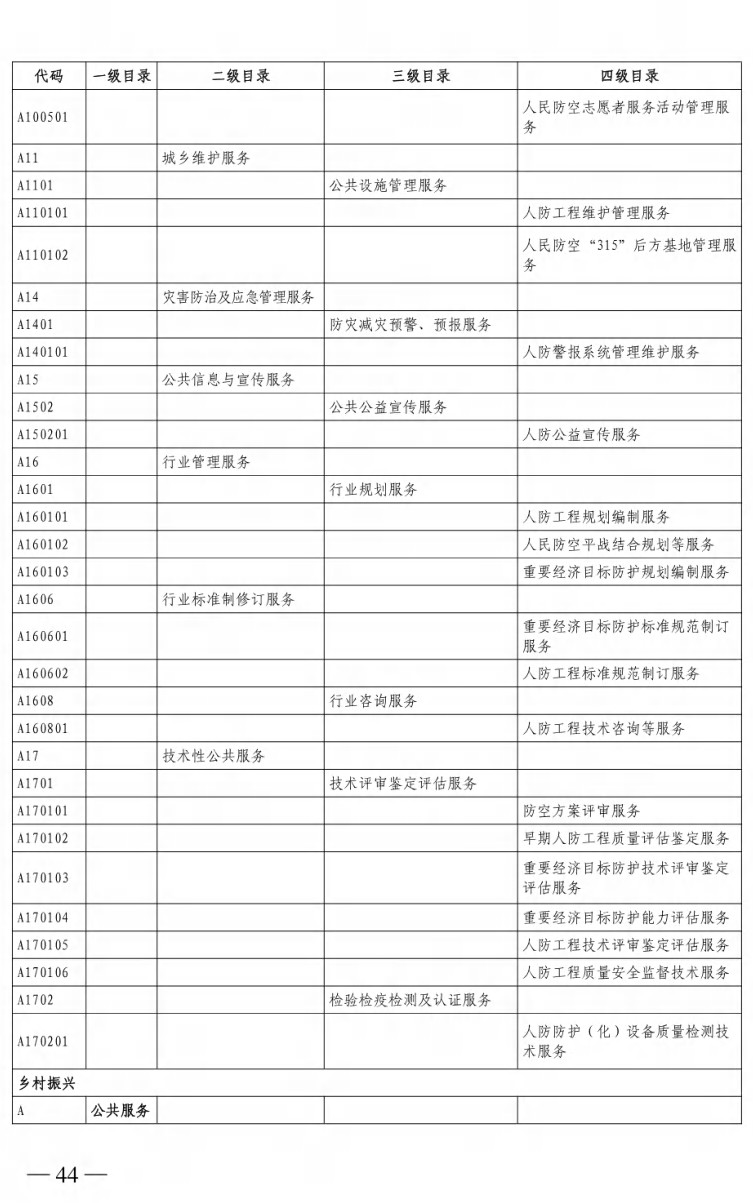 代码 一级目录 二级目录 三级目录 四级目录
A100501 人民防空志愿者服务活动管理服
务
A11 城乡维护服务
A1101 公共设施管理服务
A110101 人防工程维护管理服务
A110102 人民防空“315”后方基地管理服
务
A14 灾害防治及应急管理服务
A1401 防灾减灾预警、预报服务
A140101 人防警报系统管理维护服务
A15 公共信息与宣传服务
A1502 公共公益宣传服务
A150201 人防公益宣传服务
A16 行业管理服务
A1601 行业规划服务
A160101 人防工程规划编制服务
A160102 人民防空平战结合规划等服务
A160103 重要经济目标防护规划编制服务
A1606 行业标准制修订服务
A160601 重要经济目标防护标准规范制订
服务
A160602 人防工程标准规范制订服务
A1608 行业咨询服务
A160801 人防工程技术咨询等服务
A17 技术性公共服务
A1701 技术评审鉴定评估服务
A170101 防空方案评审服务
A170102 早期人防工程质量评估鉴定服务
A170103 重要经济目标防护技术评审鉴定
评估服务
A170104 重要经济目标防护能力评估服务
A170105 人防工程技术评审鉴定评估服务
A170106 人防工程质量安全监督技术服务
A1702 检验检疫检测及认证服务
A170201 人防防护（化）设备质量检测技
术服务
乡村振兴
A 公共服务
— 44 —